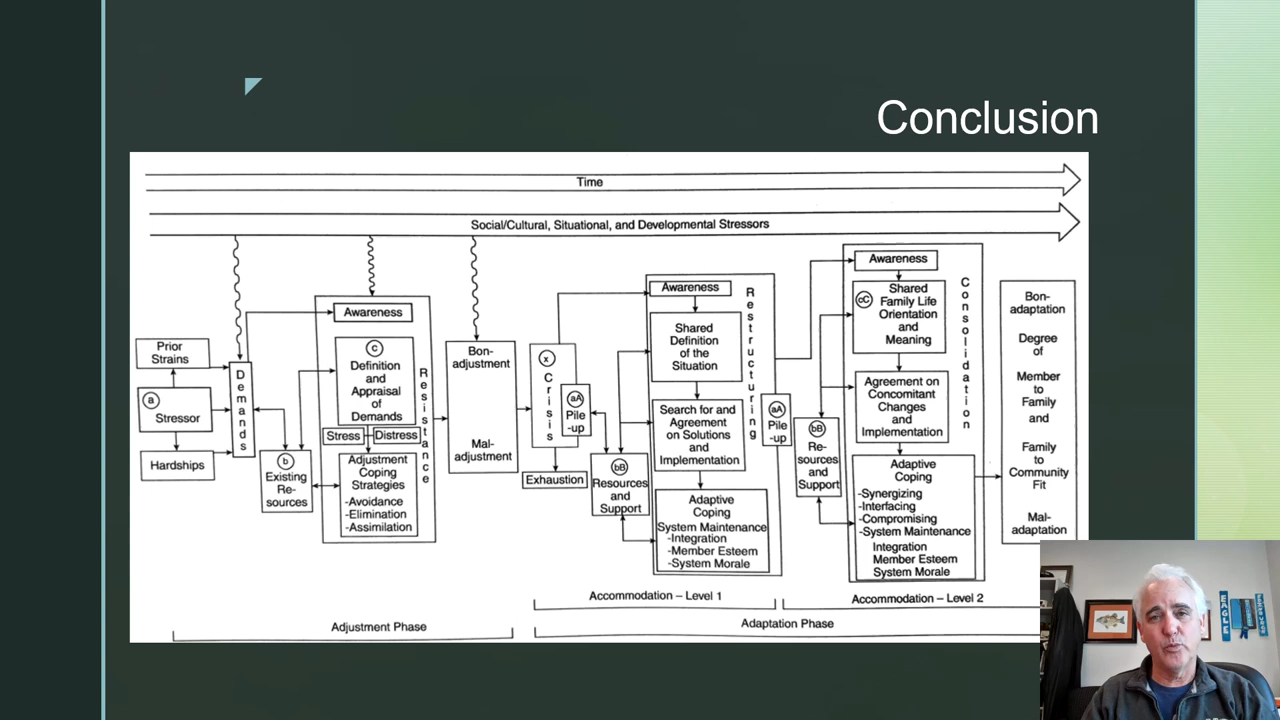 Conclusion
Time
Social/Cultural, Situational, and Developmental Stressors
Prior
Strains
a
Stressor
Hardships
Demands
b
Existing
Re-
sources
Awareness
c
Definition
and
Appraisal
of
Demands
Stress
Distress
Adjustment
Coping
Strategies
-Avoidance
-Elimination
-Assimilation
Resistance
Bon-
adjustment
Mal-
adjustment
x
Crisis
aA
Pile
-up
Exhaustion
bB
Resources
and
Support
Awareness
Shared
Definition
of the
Situation
Search for and
Agreement
on Solutions
and
Implementation
Adaptive
Coping
System Maintenance
-Integration
-Member Esteem
-System Morale
Restructuring
aA
Pile
-up
bB
Re-
sources
and
Support
Awareness
cC
Shared
Family Life
Orientation
and
Meaning
Agreement on
Concomitant
Changes
and
Implementation
Adaptive
Coping
-Synergizing
-Interfacing
-Compromising
-System Maintenance
Integration
Member Esteem
System Morale
Consolidation
Bon-
adaptation
Degree
of
Member
to
Family
and
Family
to
Community
Fit
Mal-
adaptation
Accommodation – Level 1
Accommodation – Level 2
Adjustment Phase
Adaptation Phase
EAGLE